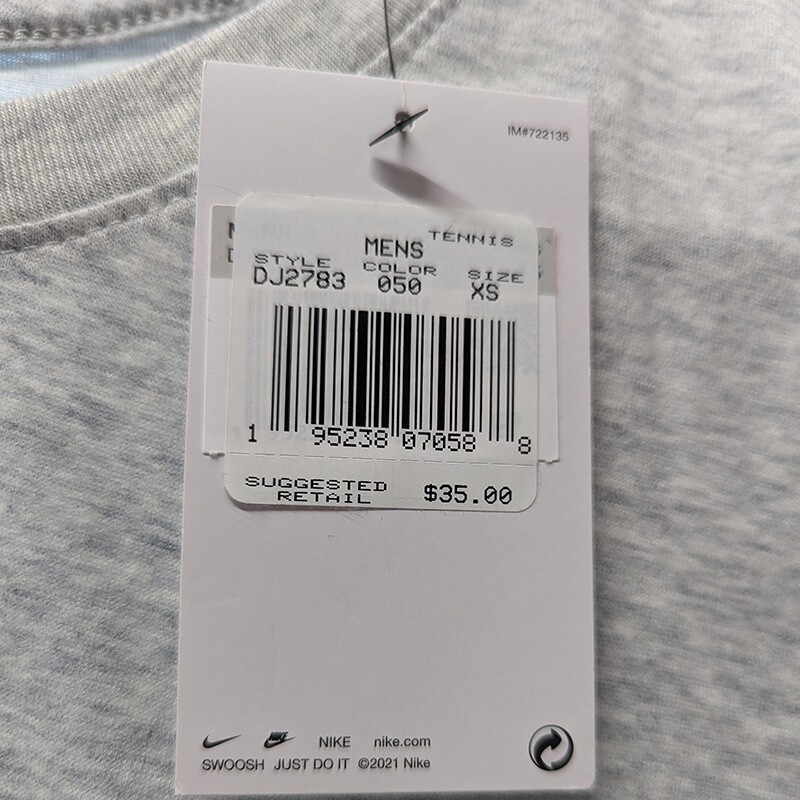 IM#722135
MENS TENNIS
STYLE COLOR SIZE
DJ2783 050 XS
1 95238 07058 8
SUGGESTED
RETAIL $35.00
NIKE nike.com
SWOOSH JUST DO IT ©2021 Nike